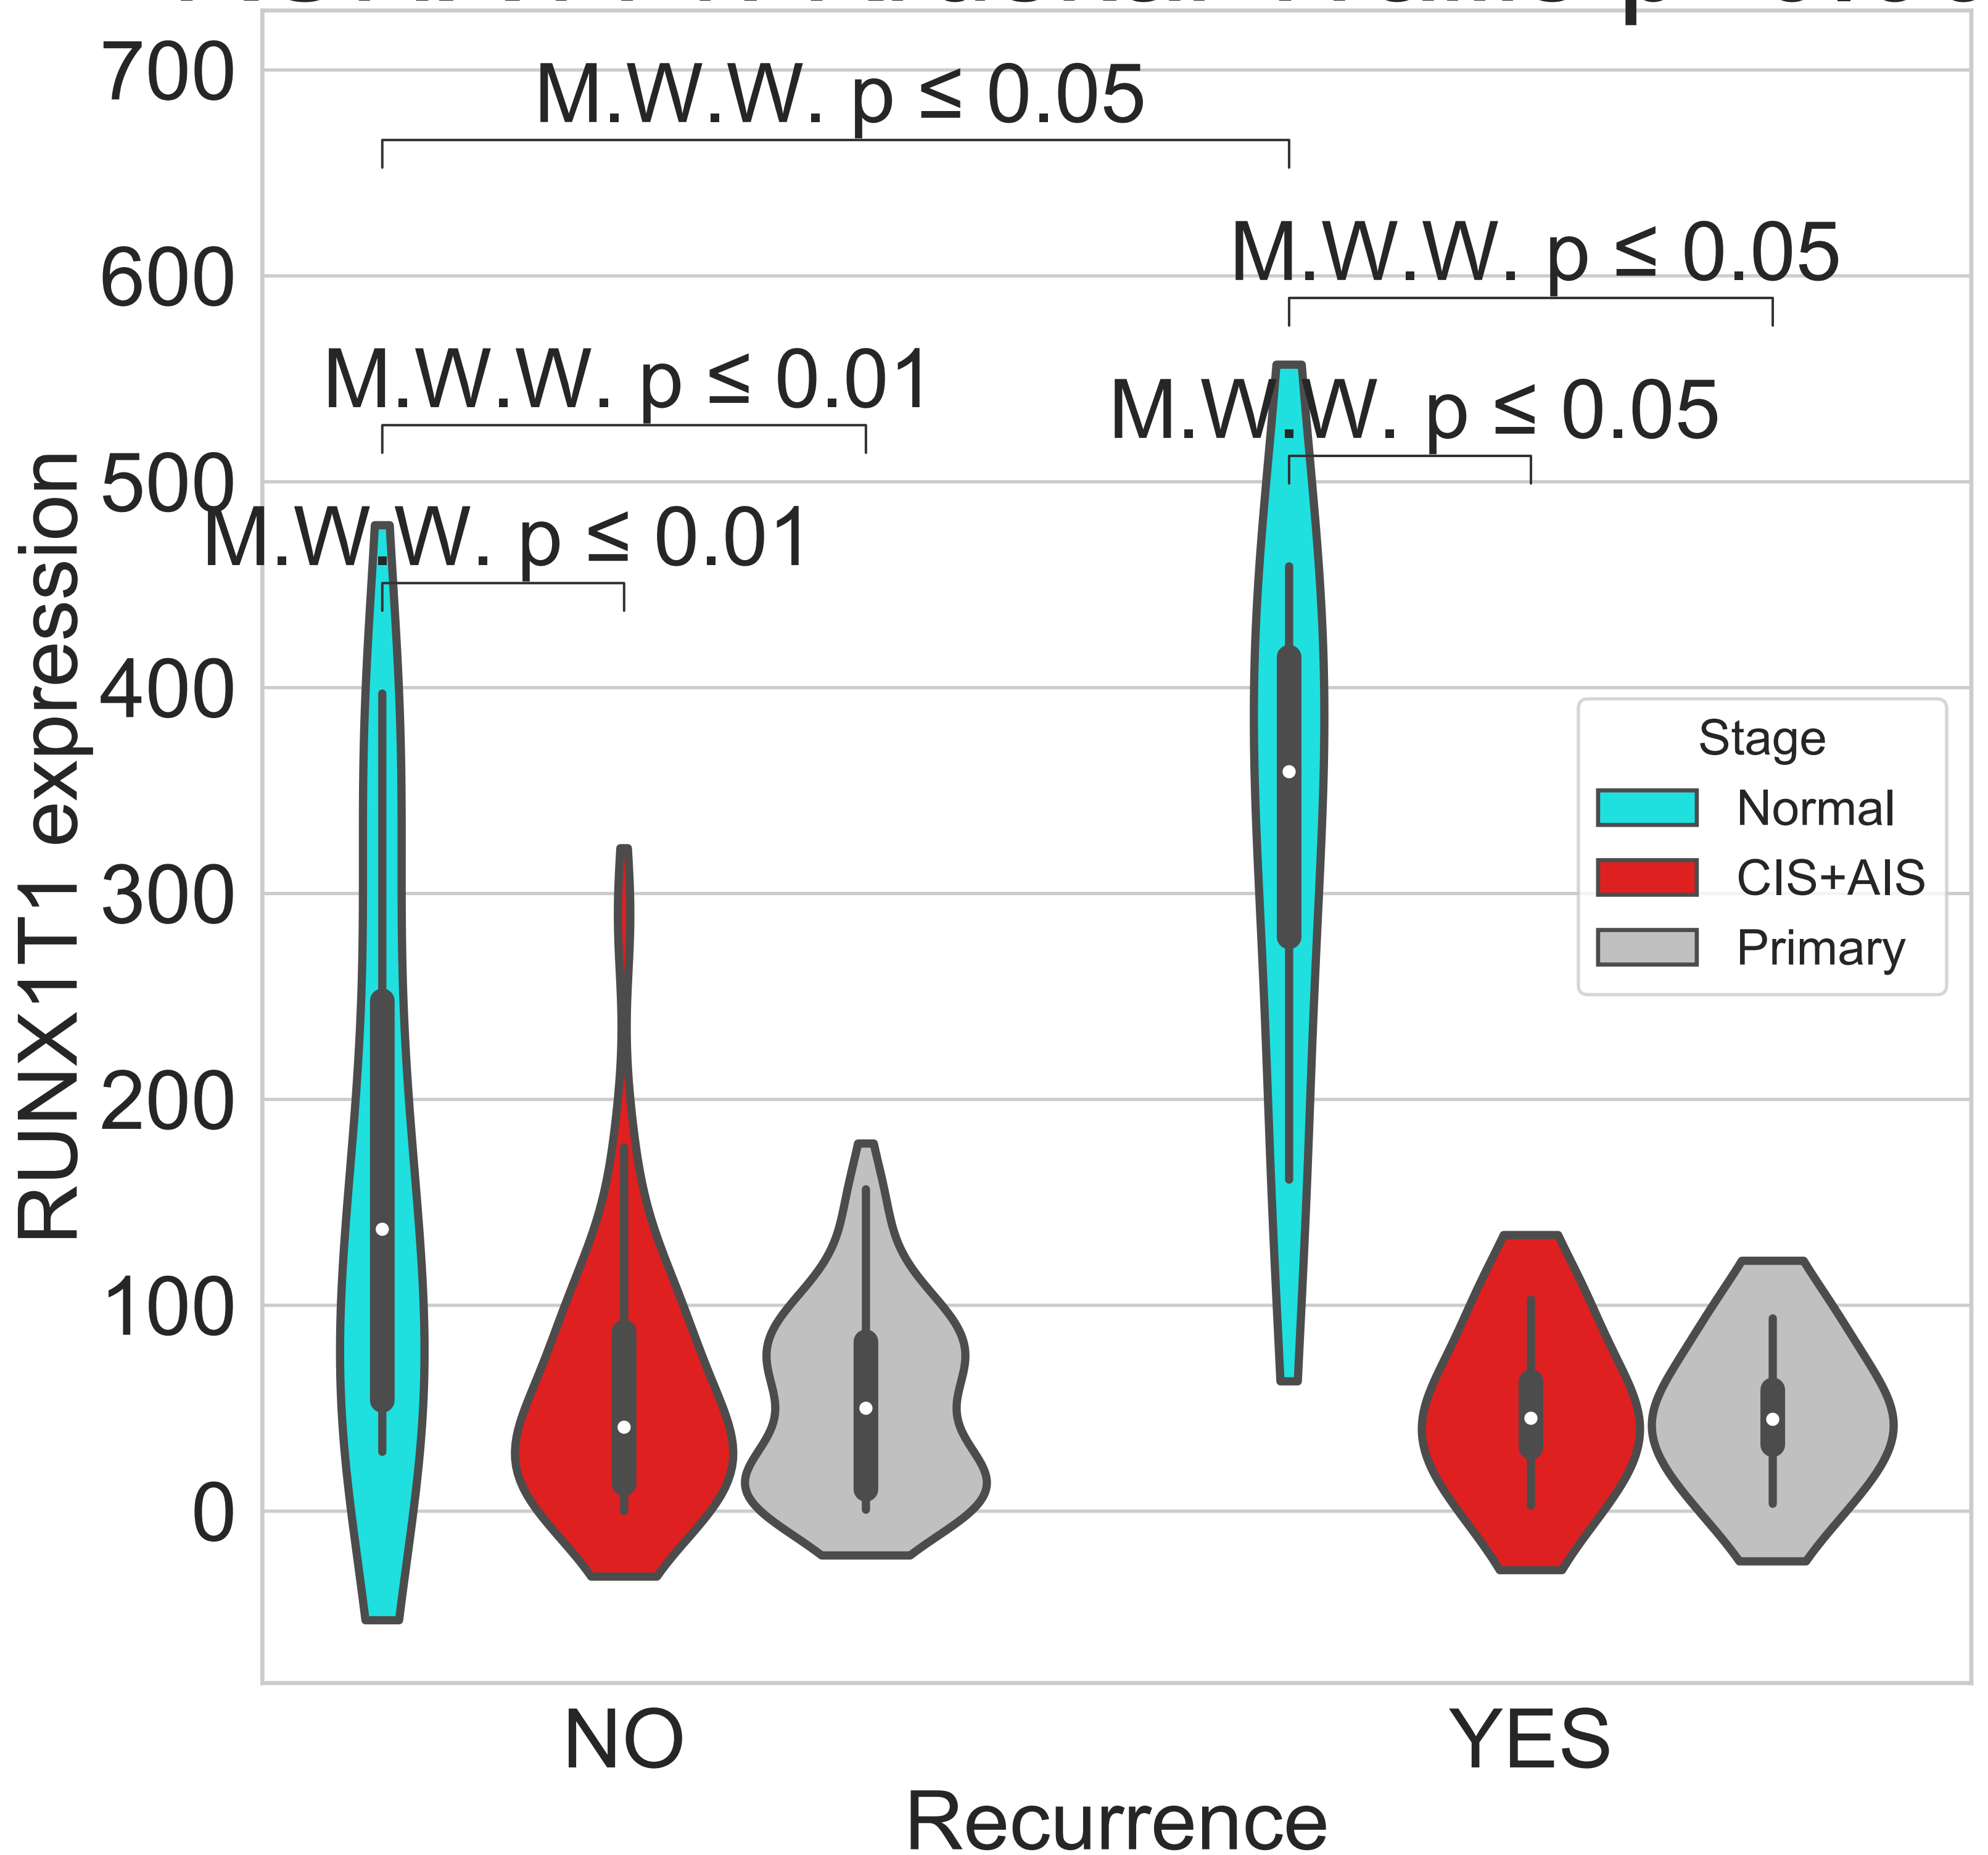 700
M.W.W. p ≤ 0.05
600
M.W.W. p ≤ 0.05
M.W.W. p ≤ 0.01
M.W.W. p ≤ 0.05
500
M.W.W. p ≤ 0.01
RUNX1T1 expression
400
Stage
Normal
CIS+AIS
Primary
300
200
100
0
NO
YES
Recurrence